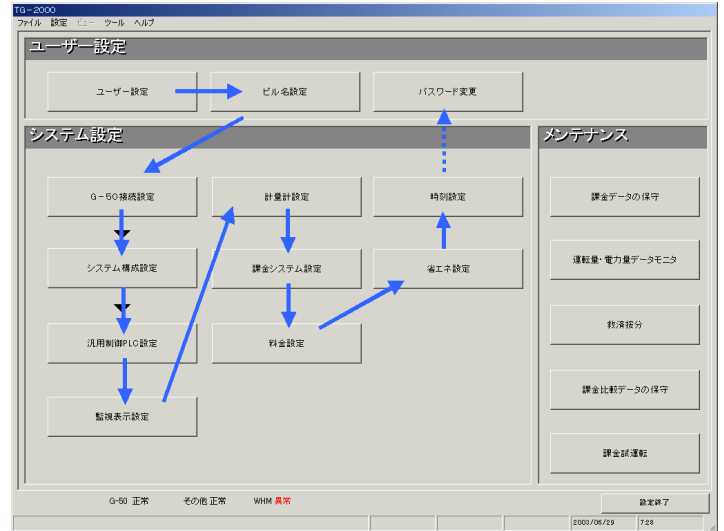 TG-2000
ファイル 設定 ビュー ツール ヘルプ
ユーザー設定
ユーザー設定 ビル名設定 パスワード変更
システム設定 メンテナンス
G-50接続設定 計量計設定 時刻設定 課金データの保守
システム構成設定 課金システム設定 省エネ設定 運転量・電力量データモニタ
汎用制御PLC設定 料金設定 救済按分
監視表示設定 課金比較データの保守
課金試運転
G-50 正常 その他 正常 WHM 異常 設定終了
2003/06/29 7:28